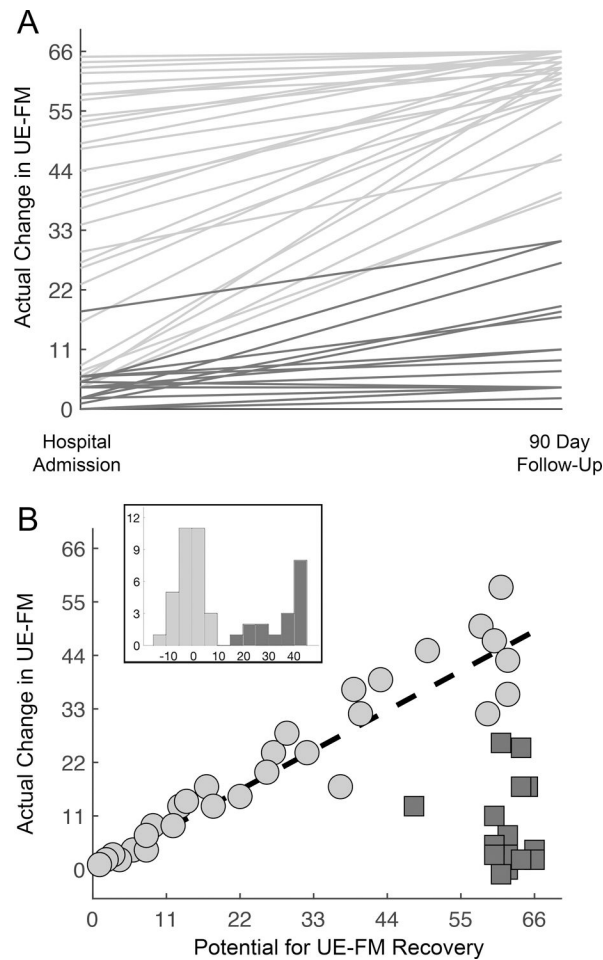 A
66
55
44
33
22
11
0
Actual Change in UE-FM
Hospital
Admission
90 Day
Follow-Up
B
12
9
6
3
0
-10 0 10 20 30 40
66
55
44
33
22
11
0
Actual Change in UE-FM
0 11 22 33 44 55 66
Potential for UE-FM Recovery